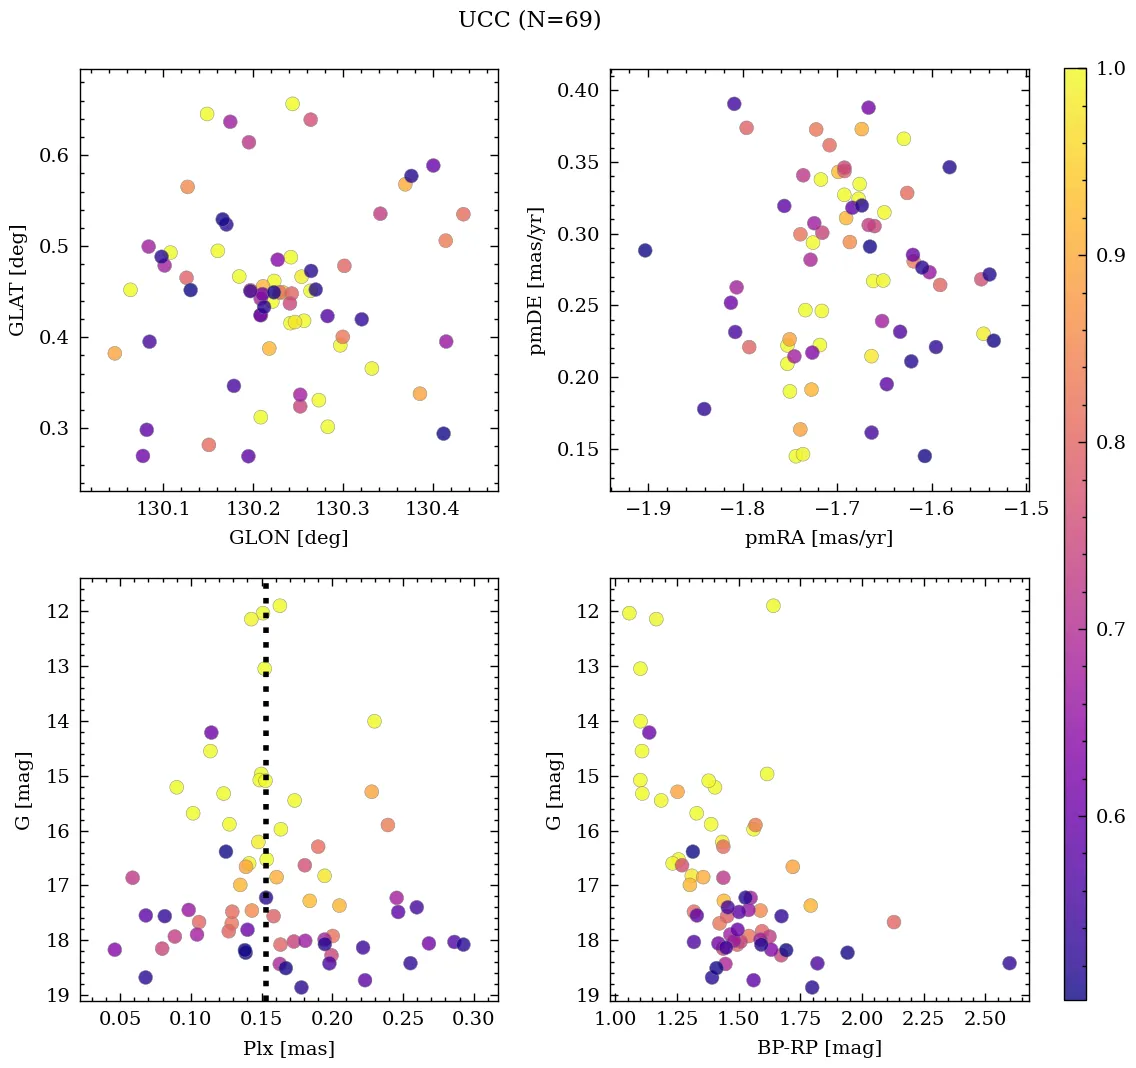 UCC (N=69)
0.6
0.5
0.4
0.3
GLAT [deg]
130.1 130.2 130.3 130.4
GLON [deg]
0.40
0.35
0.30
0.25
0.20
0.15
pmDE [mas/yr]
−1.9 −1.8 −1.7 −1.6 −1.5
pmRA [mas/yr]
1.0
0.9
0.8
0.7
0.6
12
13
14
15
16
17
18
19
G [mag]
0.05 0.10 0.15 0.20 0.25 0.30
Plx [mas]
12
13
14
15
16
17
18
19
G [mag]
1.00 1.25 1.50 1.75 2.00 2.25 2.50
BP-RP [mag]